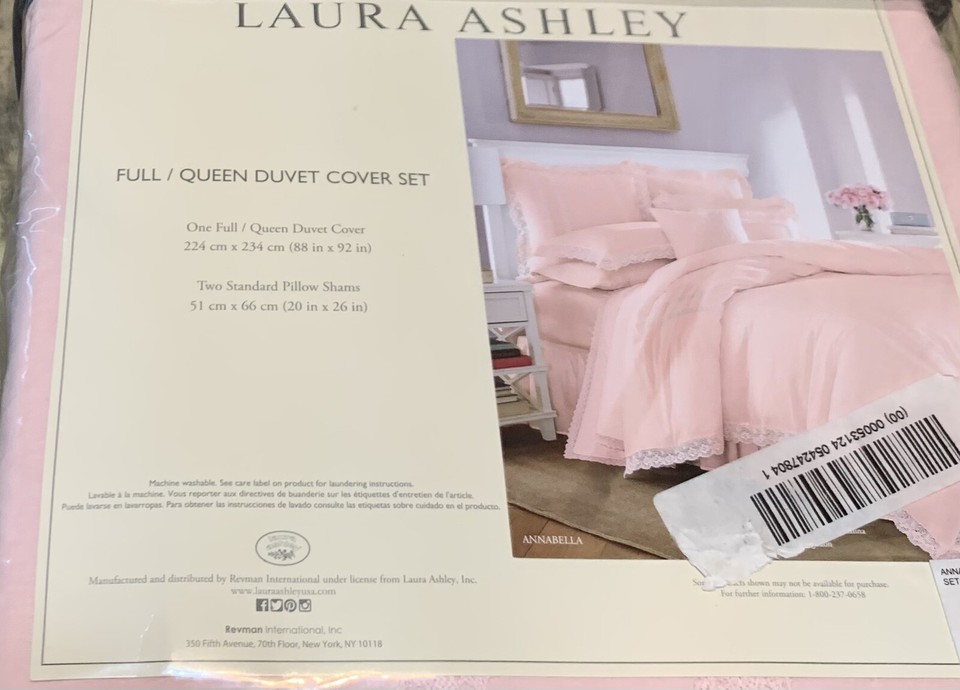 LAURA ASHLEY
FULL / QUEEN DUVET COVER SET
One Full / Queen Duvet Cover
224 cm x 234 cm (88 in x 92 in)
Two Standard Pillow Shams
51 cm x 66 cm (20 in x 26 in)
Machine washable. See care label on product for laundering instructions.
Lavable à la machine. Vous reporter aux directives de buanderie sur les étiquettes d'entretien de l'article.
Puede lavarse en lavarropas. Para obtener las instrucciones de lavado consulte las etiquetas sobre cuidado en el producto.
laura ashley
Manufactured and distributed by Revman International under license from Laura Ashley, Inc.
www.lauraashleyusa.com
Revman International, Inc
350 Fifth Avenue, 70th Floor, New York, NY 10118
ANNABELLA
(00) 00053124 054247804 1
shown may not be available for purchase.
For further information: 1-800-237-0658
ANNA
SET